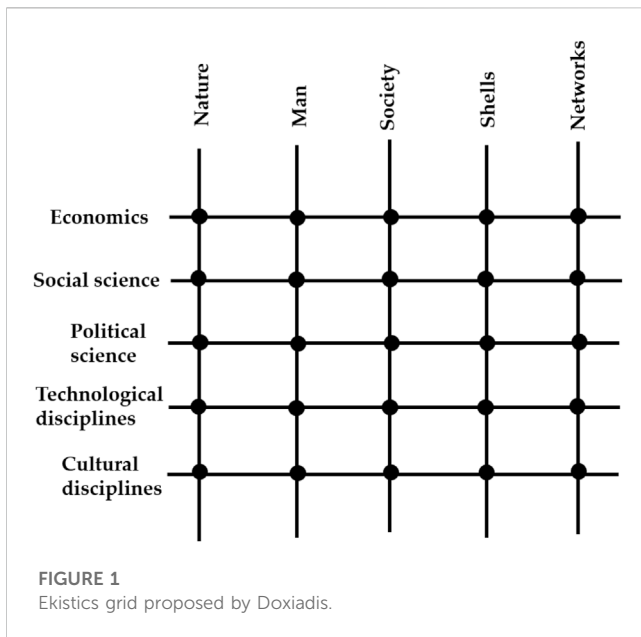 Nature
Man
Society
Shells
Networks
Economics
Social science
Political
science
Technological
disciplines
Cultural
disciplines
FIGURE 1
Ekistics grid proposed by Doxiadis.